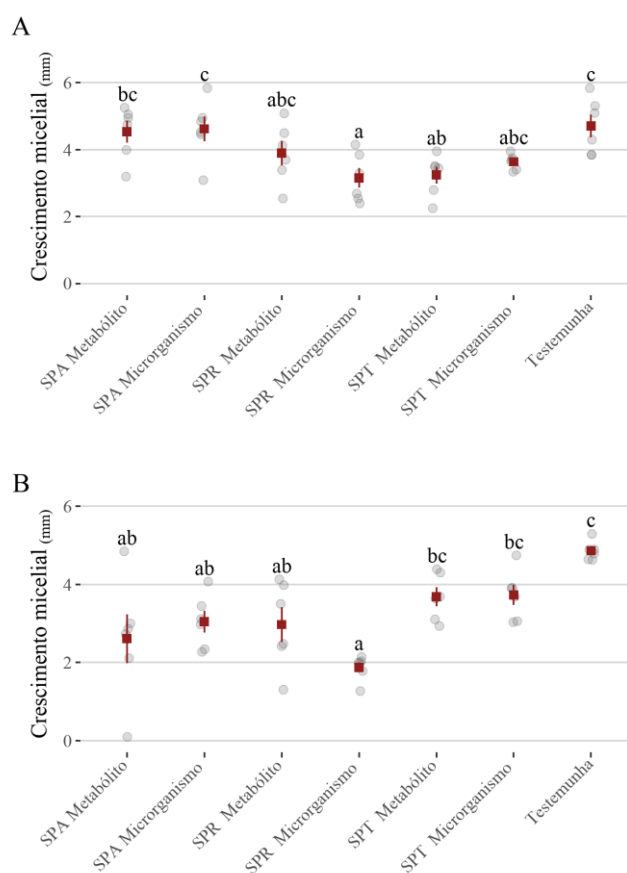 A
Crescimento micelial (mm)
6
4
2
0
bc
c
abc
a
ab
abc
c
SPA Metabólito
SPA Microrganismo
SPR Metabólito
SPR Microrganismo
SPT Metabólito
SPT Microrganismo
Testemunha
B
Crescimento micelial (mm)
6
4
2
0
ab
ab
ab
a
bc
bc
c
SPA Metabólito
SPA Microrganismo
SPR Metabólito
SPR Microrganismo
SPT Metabólito
SPT Microrganismo
Testemunha